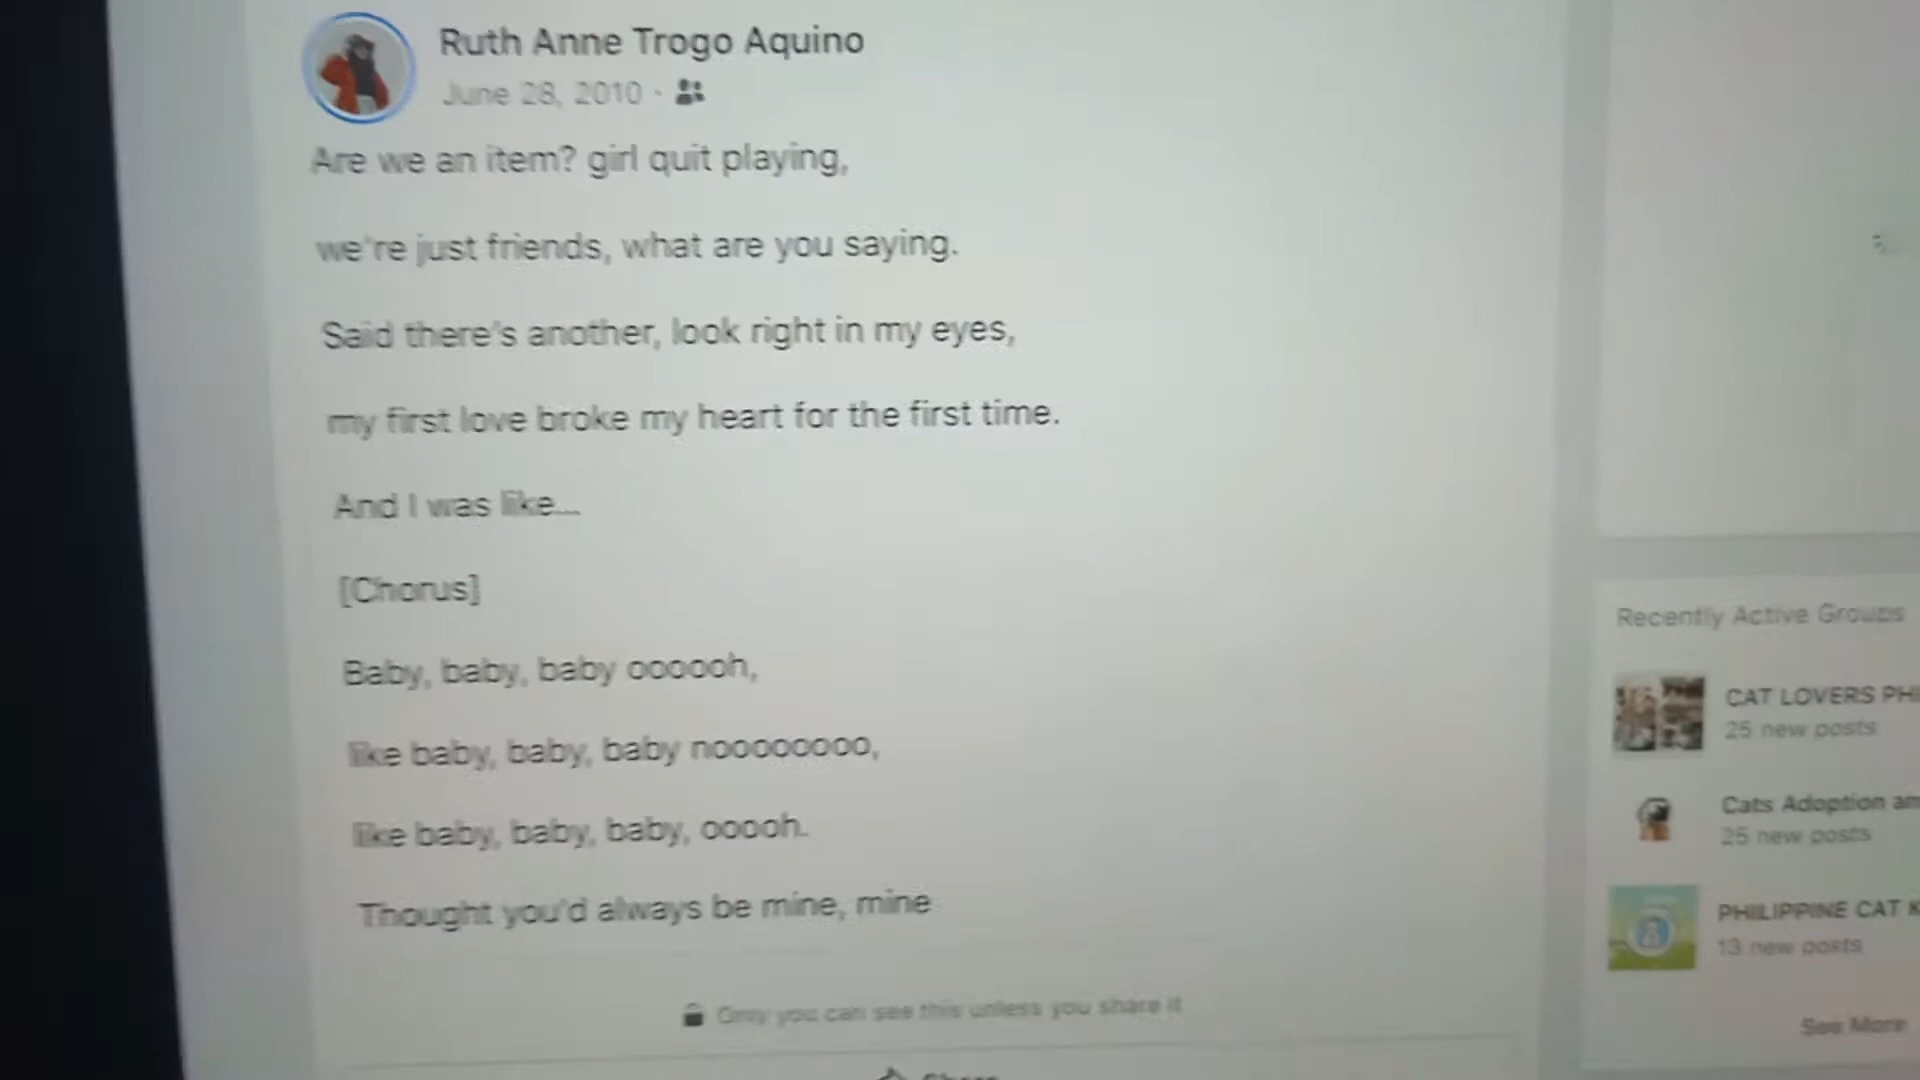 Ruth Anne Trogo Aquino
June 28, 2010 ·
Are we an item? girl quit playing,
we're just friends, what are you saying.
Said there's another, look right in my eyes,
my first love broke my heart for the first time.
And I was like...
[Chorus]
Baby, baby, baby oooooh,
like baby, baby, baby noooooooo,
like baby, baby, baby, ooooh.
Thought you'd always be mine, mine
Only you can see this unless you share it
Share
Recently Active Groups
CAT LOVERS
25 new posts
Cats Adoption
25 new posts
PHILIPPINE CAT
13 new posts
See More